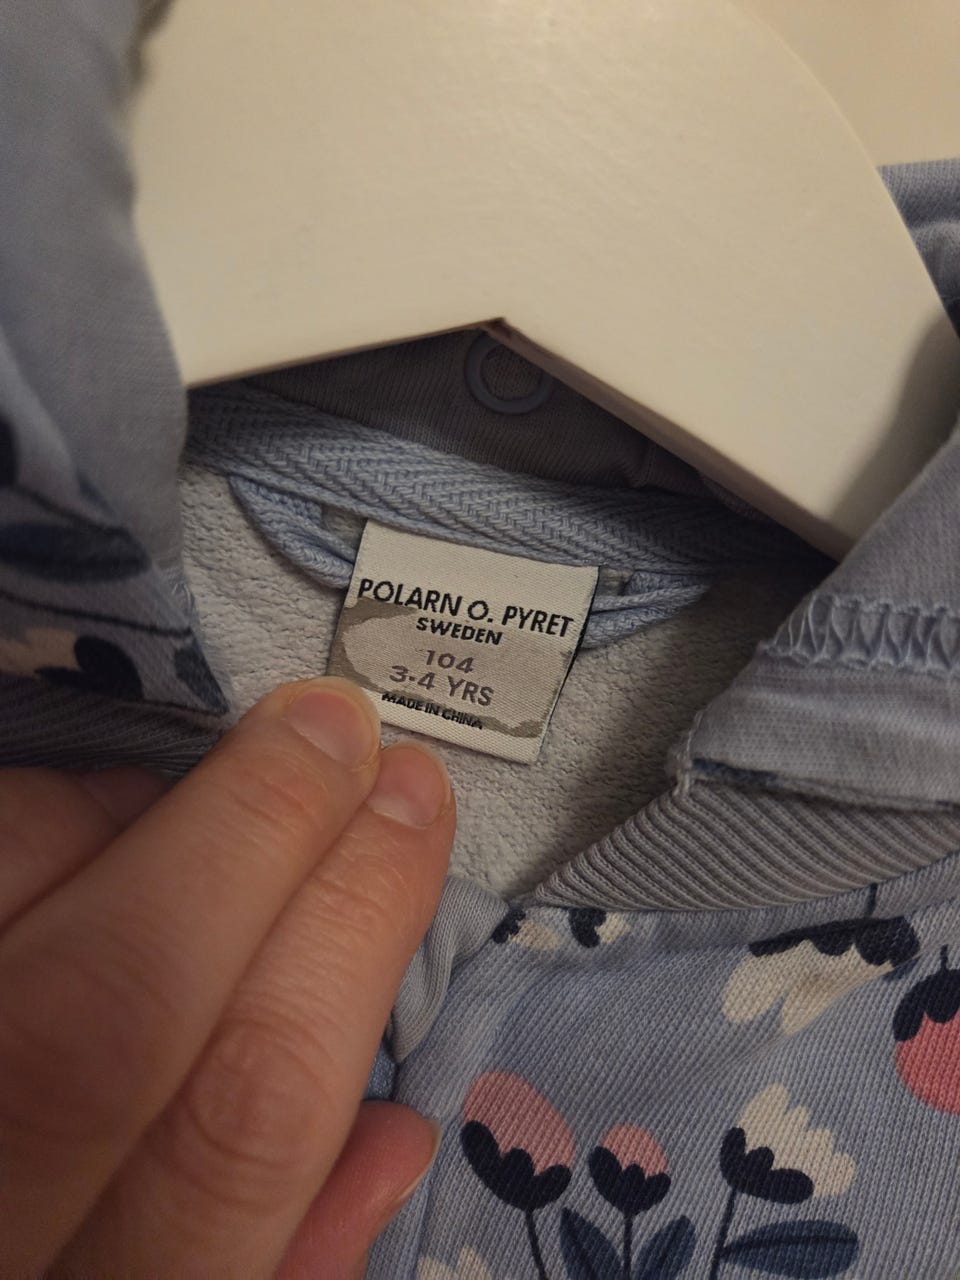 POLARN O. PYRET
SWEDEN
104
3-4 YRS
MADE IN CHINA